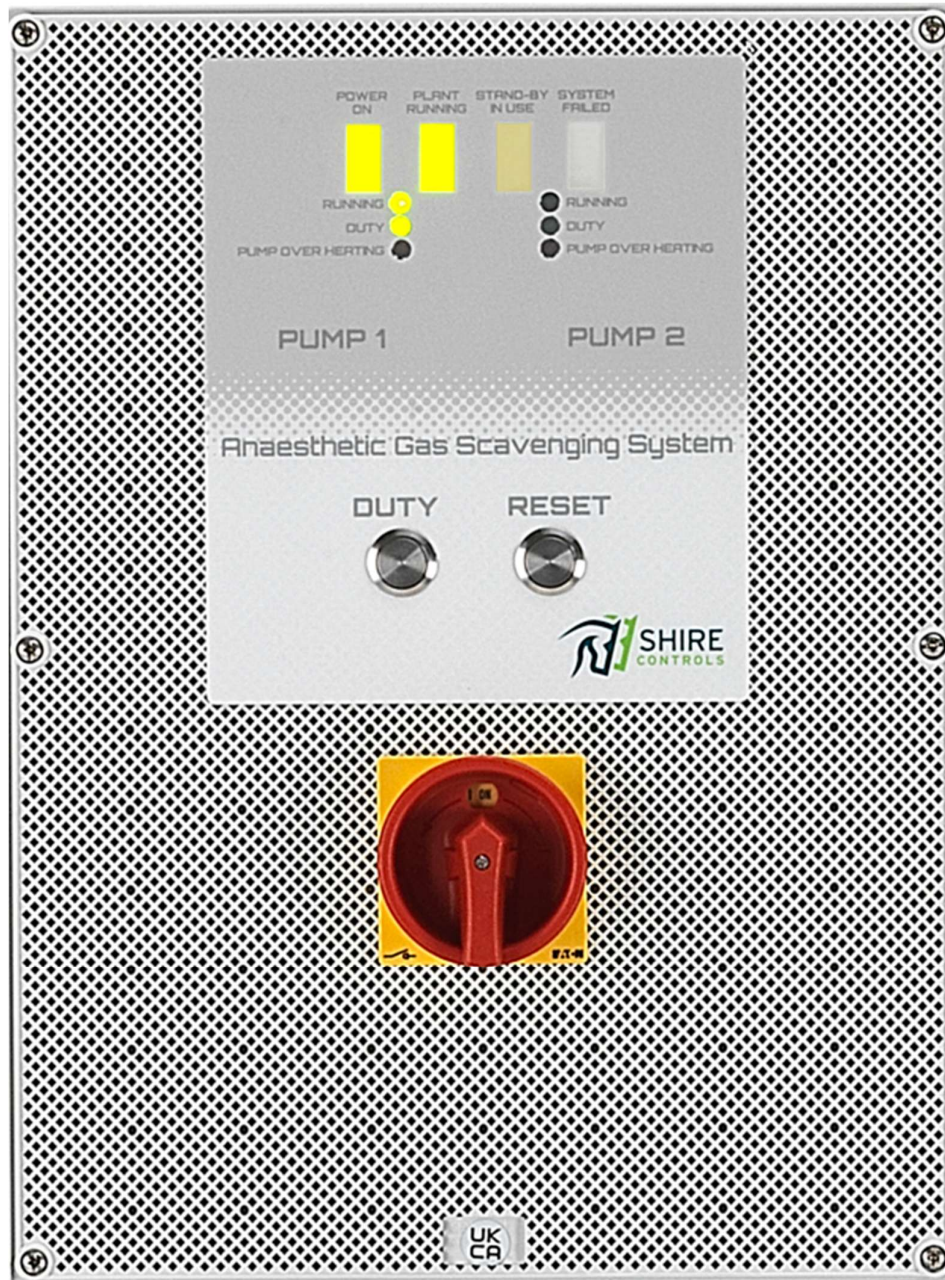 POWER ON
PLANT RUNNING
STAND-BY IN USE
SYSTEM FAILED
RUNNING
DUTY
PUMP OVER HEATING
RUNNING
DUTY
PUMP OVER HEATING
PUMP 1
PUMP 2
Anaesthetic Gas Scavenging System
DUTY
RESET
SHIRE
CONTROLS
I ON
EATON
UK
CA